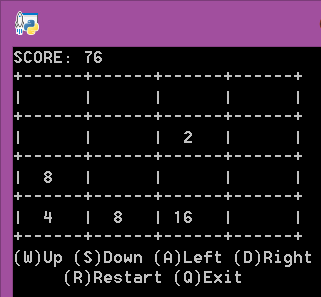 SCORE: 76
+------+------+------+------+
|      |      |      |      |
+------+------+------+------+
|      |      |  2   |      |
+------+------+------+------+
|  8   |      |      |      |
+------+------+------+------+
|  4   |  8   | 16   |      |
+------+------+------+------+
(W)Up (S)Down (A)Left (D)Right
(R)Restart (Q)Exit